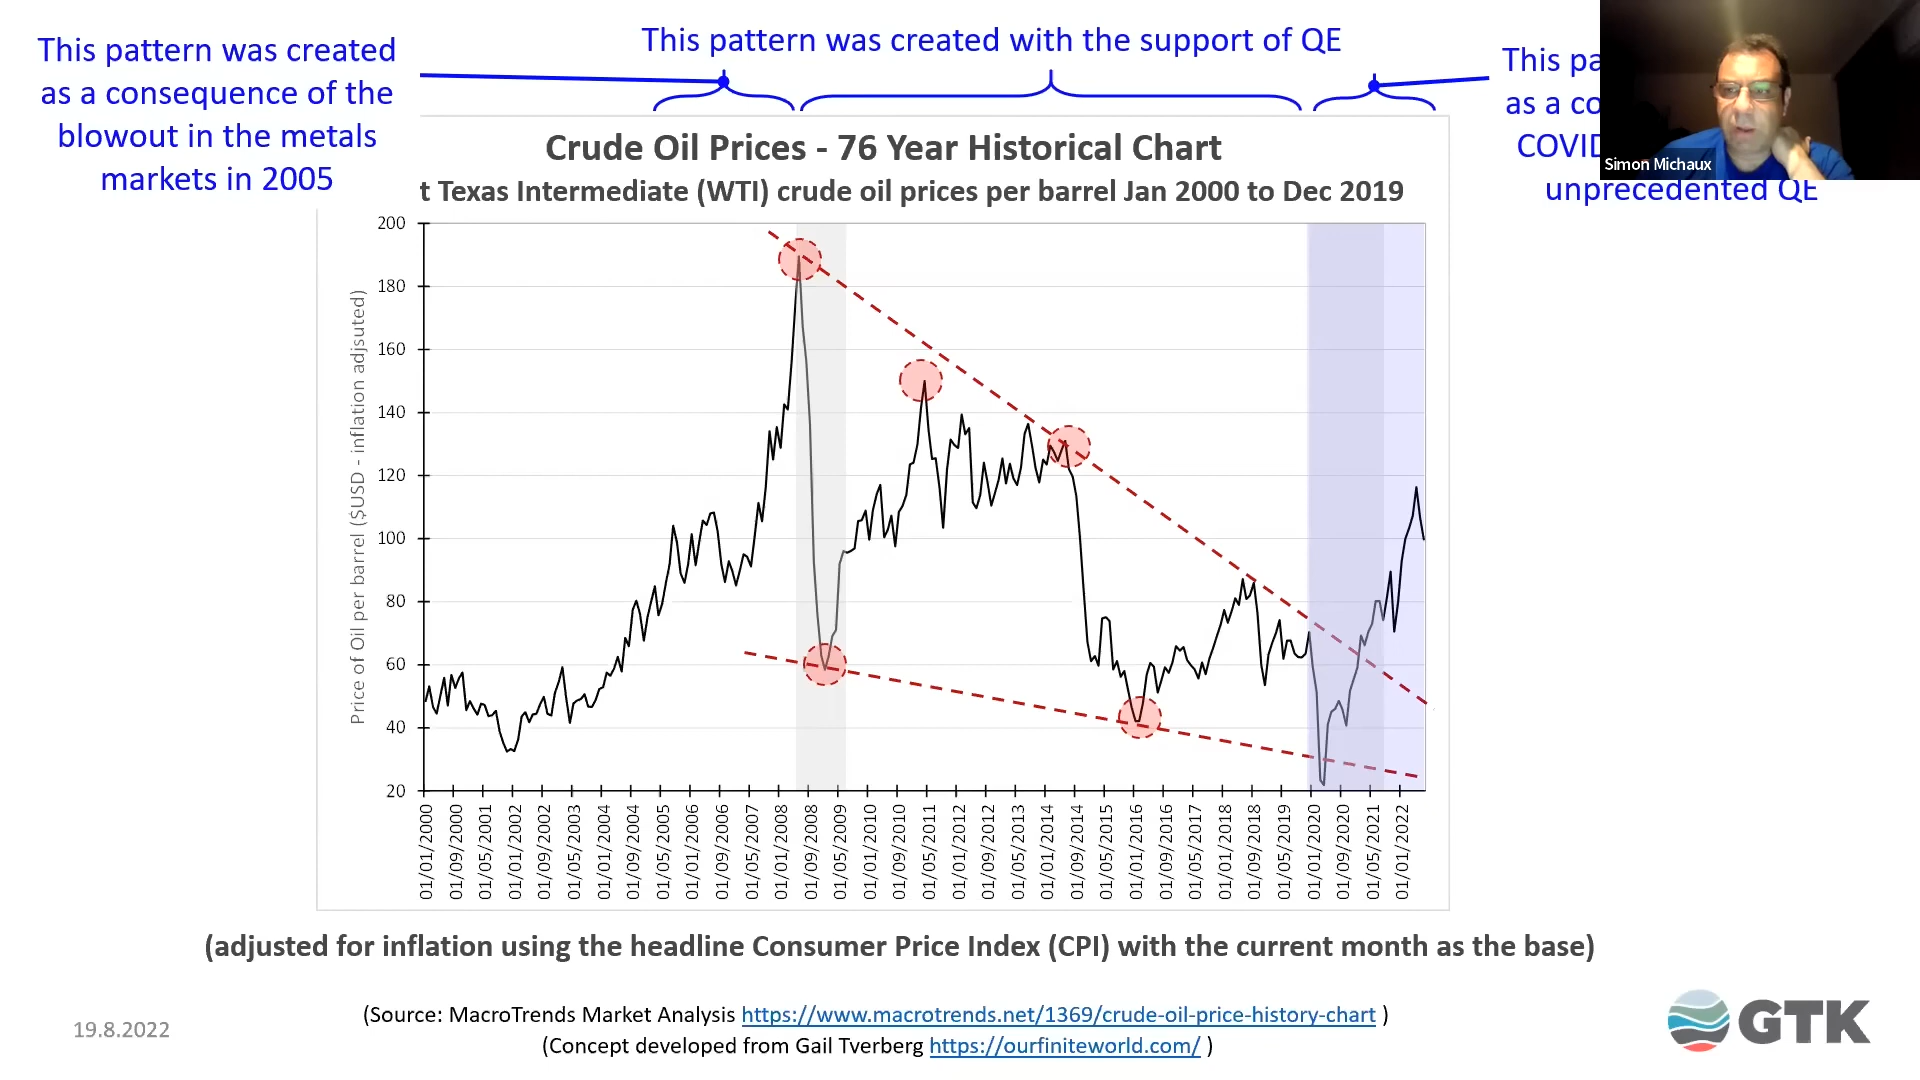 This pattern was created
as a consequence of the
blowout in the metals
markets in 2005
This pattern was created with the support of QE
This pa
as a co
COVID
unprecedented QE
Simon Michaux
Crude Oil Prices - 76 Year Historical Chart
t Texas Intermediate (WTI) crude oil prices per barrel Jan 2000 to Dec 2019
Price of Oil per barrel ($USD - inflation adjsuted)
200
180
160
140
120
100
80
60
40
20
01/01/2000
01/09/2000
01/05/2001
01/01/2002
01/09/2002
01/05/2003
01/01/2004
01/09/2004
01/05/2005
01/01/2006
01/09/2006
01/05/2007
01/01/2008
01/09/2008
01/05/2009
01/01/2010
01/09/2010
01/05/2011
01/01/2012
01/09/2012
01/05/2013
01/01/2014
01/09/2014
01/05/2015
01/01/2016
01/09/2016
01/05/2017
01/01/2018
01/09/2018
01/05/2019
01/01/2020
01/09/2020
01/05/2021
01/01/2022
(adjusted for inflation using the headline Consumer Price Index (CPI) with the current month as the base)
(Source: MacroTrends Market Analysis https://www.macrotrends.net/1369/crude-oil-price-history-chart )
(Concept developed from Gail Tverberg https://ourfiniteworld.com/ )
19.8.2022
GTK